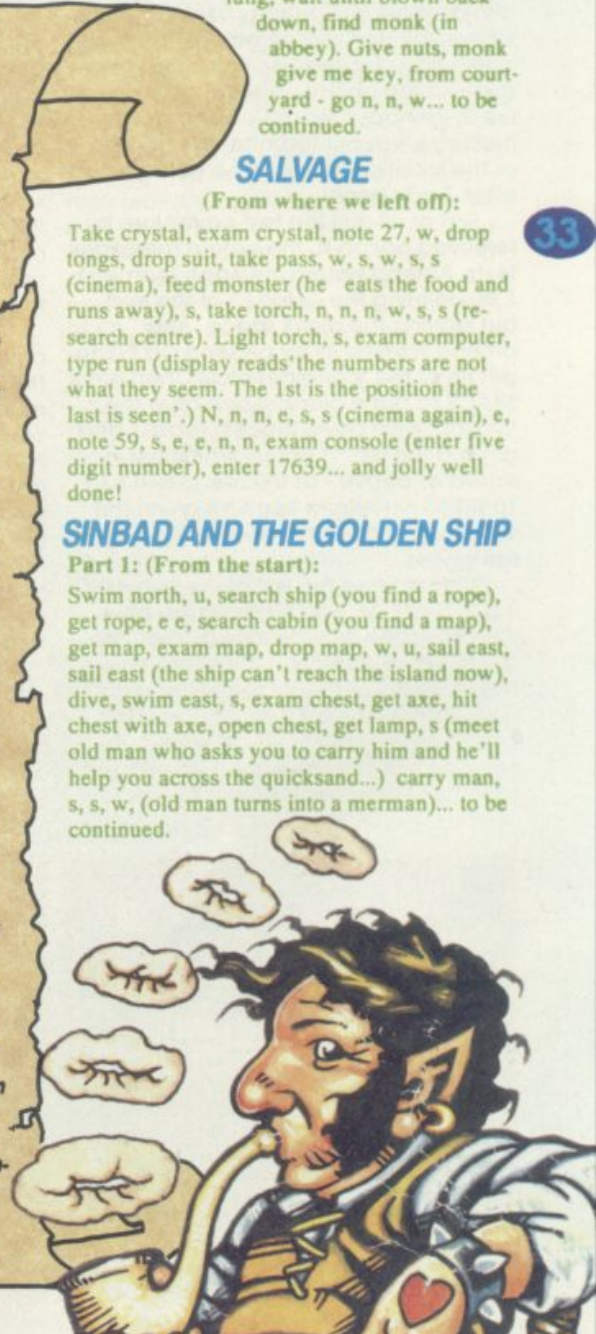 wait until blown back
down, find monk (in
abbey). Give nuts, monk
give me key, from court-
yard - go n, n, w... to be
continued.
SALVAGE
(From where we left off):
Take crystal, exam crystal, note 27, w, drop
tongs, drop suit, take pass, w, s, w, s, s
(cinema), feed monster (he eats the food and
runs away), s, take torch, n, n, n, w, s, s (re-
search centre). Light torch, s, exam computer,
type run (display reads'the numbers are not
what they seem. The 1st is the position the
last is seen'.) N, n, n, e, s, s (cinema again), e,
note 59, s, e, e, n, n, exam console (enter five
digit number), enter 17639... and jolly well
done!
33
SINBAD AND THE GOLDEN SHIP
Part 1: (From the start):
Swim north, u, search ship (you find a rope),
get rope, e e, search cabin (you find a map),
get map, exam map, drop map, w, u, sail east,
sail east (the ship can't reach the island now),
dive, swim east, s, exam chest, get axe, hit
chest with axe, open chest, get lamp, s (meet
old man who asks you to carry him and he'll
help you across the quicksand...) carry man,
s, s, w, (old man turns into a merman)... to be
continued.